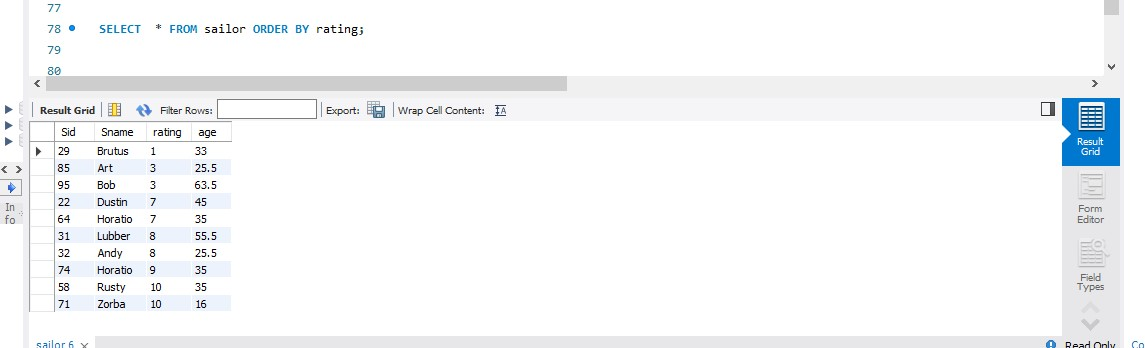 77
78 SELECT * FROM sailor ORDER BY rating;
79
80
Result Grid Filter Rows: Export: Wrap Cell Content: IA
Sid Sname rating age
29 Brutus 1 33
85 Art 3 25.5
95 Bob 3 63.5
22 Dustin 7 45
64 Horatio 7 35
31 Lubber 8 55.5
32 Andy 8 25.5
74 Horatio 9 35
58 Rusty 10 35
71 Zorba 10 16
In
fo
Result
Grid
Form
Editor
Field
Types
sailor 6 Read Only Co